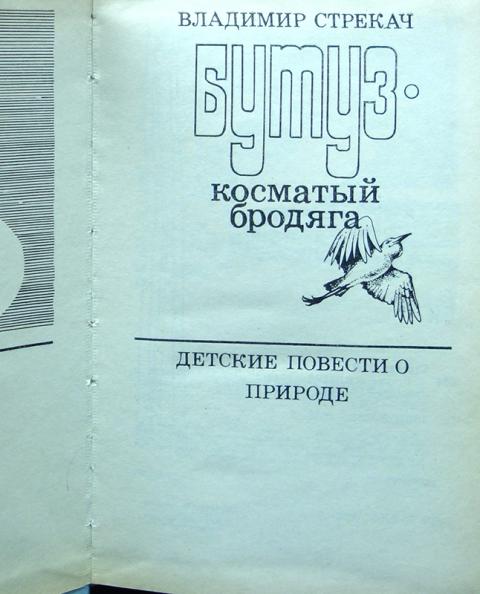 ВЛАДИМИР СТРЕКАЧ
Бутуз-
косматый
бродяга
ДЕТСКИЕ ПОВЕСТИ О
ПРИРОДЕ